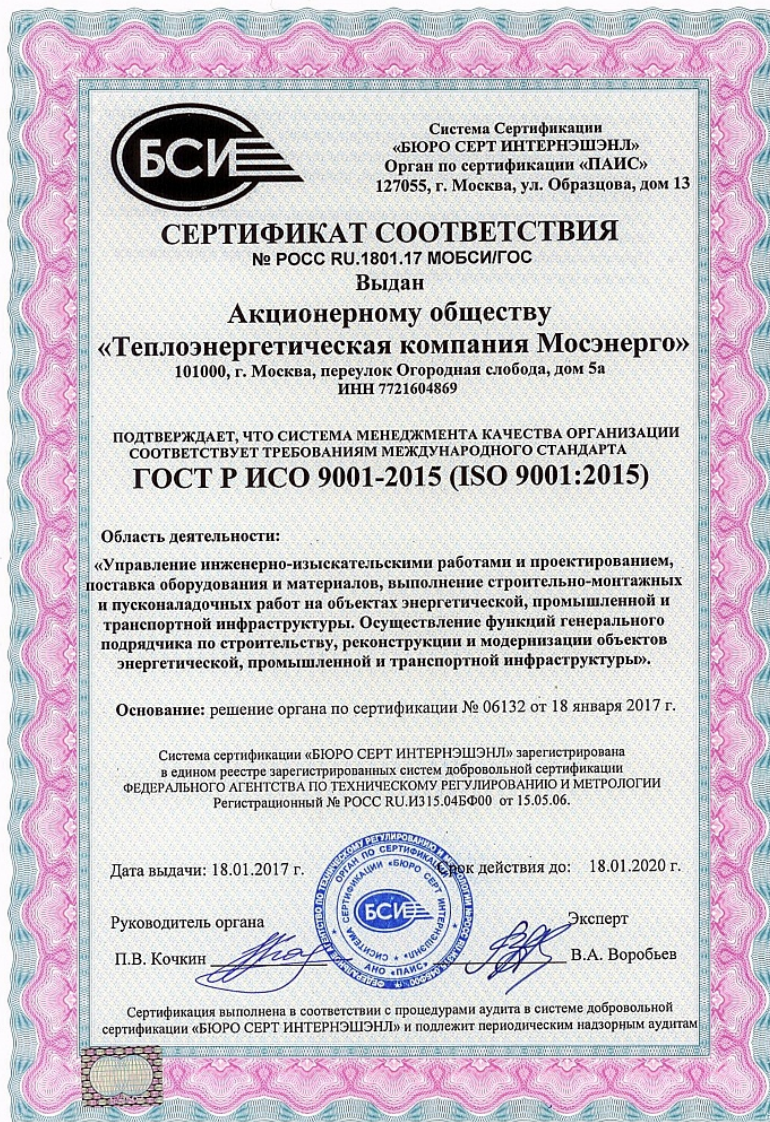 БСИ
Система Сертификации
«БЮРО СЕРТ ИНТЕРНЭШЭНЛ»
Орган по сертификации «ПАИС»
127055, г. Москва, ул. Образцова, дом 13
СЕРТИФИКАТ СООТВЕТСТВИЯ
№ РОСС RU.1801.17 МОБСИ/ГОС
Выдан
Акционерному обществу
«Теплоэнергетическая компания Мосэнерго»
101000, г. Москва, переулок Огородная слобода, дом 5а
ИНН 7721604869
ПОДТВЕРЖДАЕТ, ЧТО СИСТЕМА МЕНЕДЖМЕНТА КАЧЕСТВА ОРГАНИЗАЦИИ
СООТВЕТСТВУЕТ ТРЕБОВАНИЯМ МЕЖДУНАРОДНОГО СТАНДАРТА
ГОСТ Р ИСО 9001-2015 (ISO 9001:2015)
Область деятельности:
«Управление инженерно-изыскательскими работами и проектированием,
поставка оборудования и материалов, выполнение строительно-монтажных
и пусконаладочных работ на объектах энергетической, промышленной и
транспортной инфраструктуры. Осуществление функций генерального
подрядчика по строительству, реконструкции и модернизации объектов
энергетической, промышленной и транспортной инфраструктуры».
Основание: решение органа по сертификации № 06132 от 18 января 2017 г.
Система сертификации «БЮРО СЕРТ ИНТЕРНЭШЭНЛ» зарегистрирована
в едином реестре зарегистрированных систем добровольной сертификации
ФЕДЕРАЛЬНОГО АГЕНТСТВА ПО ТЕХНИЧЕСКОМУ РЕГУЛИРОВАНИЮ И МЕТРОЛОГИИ
Регистрационный № РОСС RU.И315.04БФ00 от 15.05.06.
Дата выдачи: 18.01.2017 г. Срок действия до: 18.01.2020 г.
Руководитель органа Эксперт
П.В. Кочкин В.А. Воробьев
ОРГАН ПО СЕРТИФИКАЦИИ
АНО «ПАИС»
БСИ
Сертификация выполнена в соответствии с процедурами аудита в системе добровольной
сертификации «БЮРО СЕРТ ИНТЕРНЭШЭНЛ» и подлежит периодическим надзорным аудитам